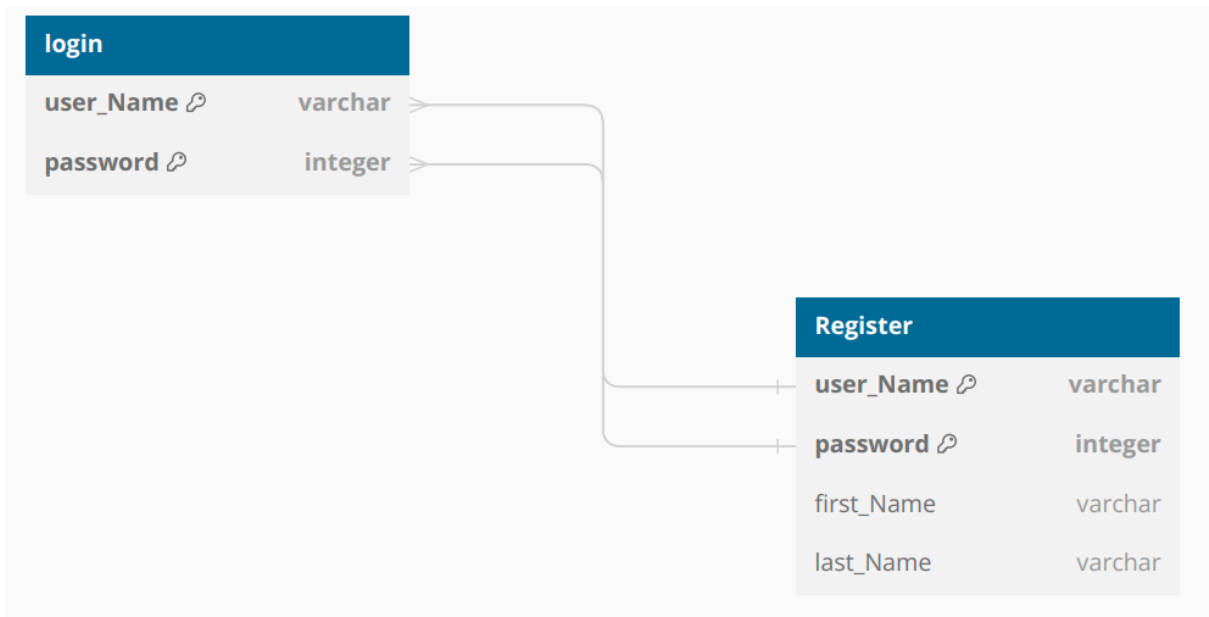 login
user_Name varchar
password integer
Register
user_Name varchar
password integer
first_Name varchar
last_Name varchar